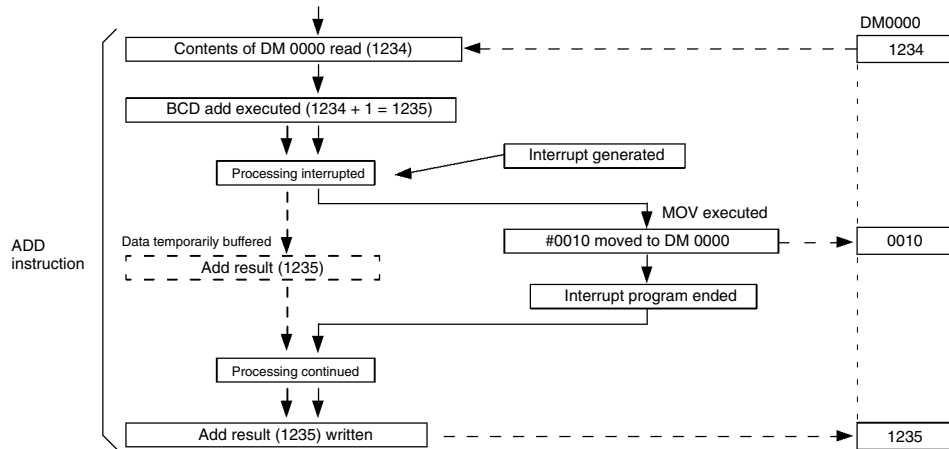 DM0000
Contents of DM 0000 read (1234)
1234
BCD add executed (1234 + 1 = 1235)
Interrupt generated
Processing interrupted
MOV executed
ADD
instruction
Data temporarily buffered
#0010 moved to DM 0000
0010
Add result (1235)
Interrupt program ended
Processing continued
Add result (1235) written
1235